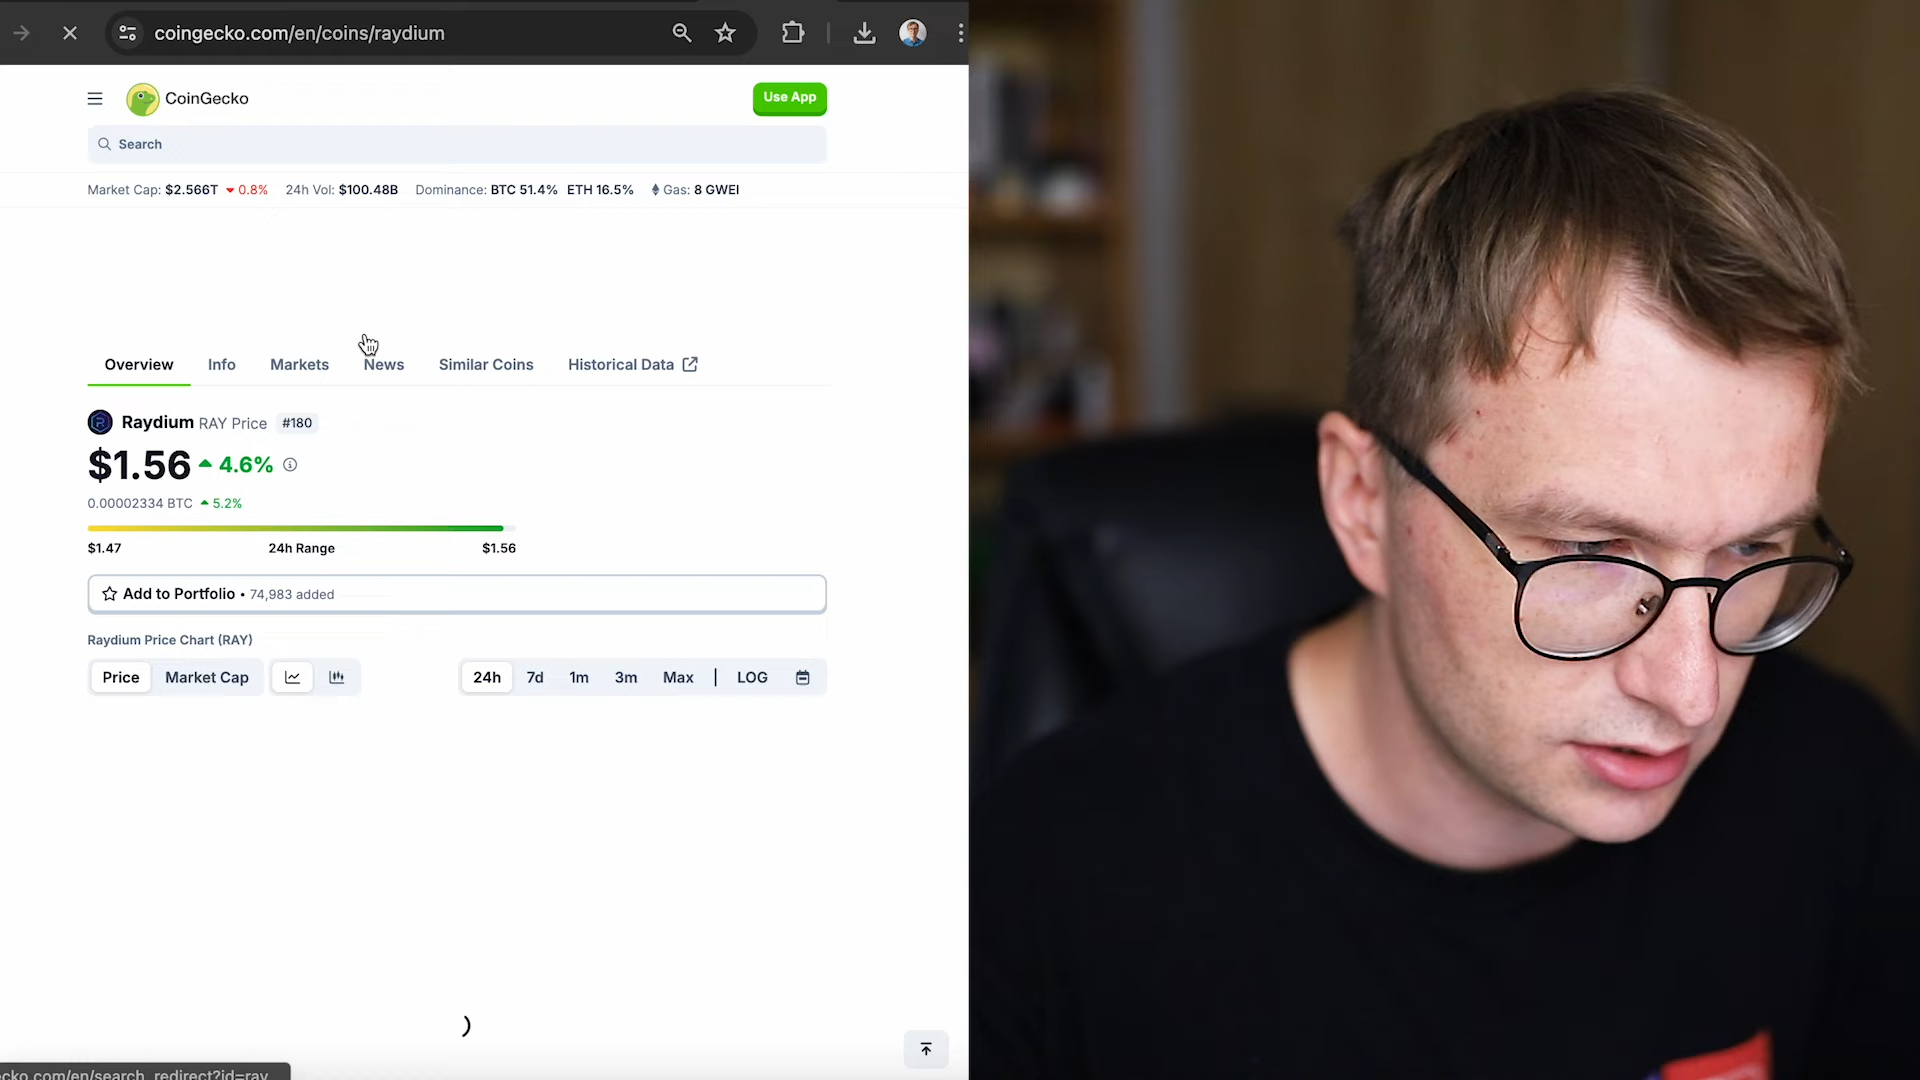 coingecko.com/en/coins/raydium
CoinGecko
Use App
Search
Market Cap: $2.566T 0.8% 24h Vol: $100.48B Dominance: BTC 51.4% ETH 16.5% Gas: 8 GWEI
Overview Info Markets News Similar Coins Historical Data
Raydium RAY Price #180
$1.56 4.6%
0.00002334 BTC 5.2%
$1.47 24h Range $1.56
Add to Portfolio • 74,983 added
Raydium Price Chart (RAY)
Price Market Cap 24h 7d 1m 3m Max | LOG
cko.com/en/search_redirect?id=ray